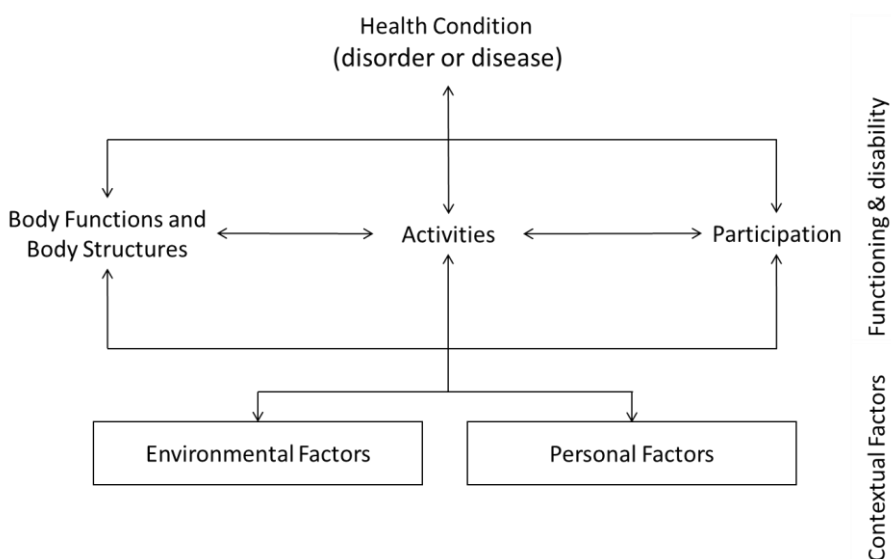 Health Condition
(disorder or disease)
Body Functions and
Body Structures
Activities
Participation
Environmental Factors
Personal Factors
Functioning & disability
Contextual Factors